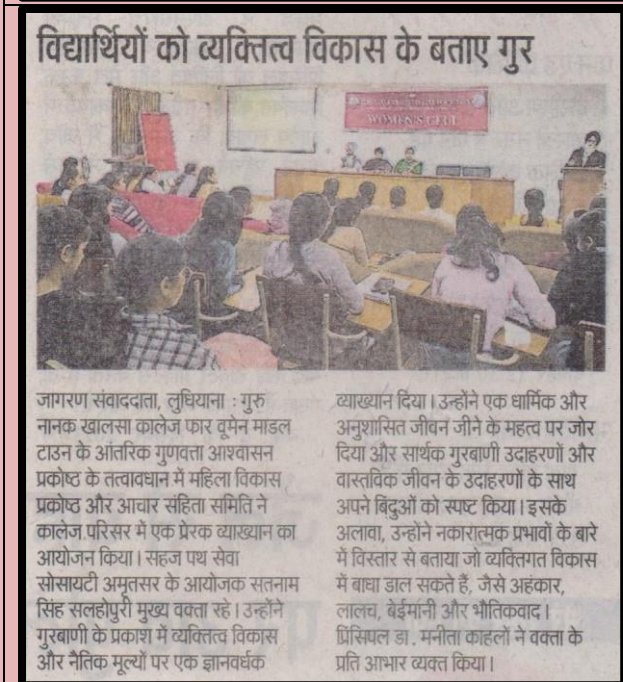 विद्यार्थियों को व्यक्तित्व विकास के बताए गुर
WOMEN'S CELL
जागरण संवाददाता, लुधियाना : गुरु
नानक खालसा कालेज फार वूमेन माडल
टाउन के आंतरिक गुणवत्ता आश्वासन
प्रकोष्ठ के तत्वावधान में महिला विकास
प्रकोष्ठ और आचार संहिता समिति ने
कालेज परिसर में एक प्रेरक व्याख्यान का
आयोजन किया। सहज पथ सेवा
सोसायटी अमृतसर के आयोजक सतनाम
सिंह सलहोपुरी मुख्य वक्ता रहे। उन्होंने
गुरबाणी के प्रकाश में व्यक्तित्व विकास
और नैतिक मूल्यों पर एक ज्ञानवर्धक
व्याख्यान दिया। उन्होंने एक धार्मिक और
अनुशासित जीवन जीने के महत्व पर जोर
दिया और सार्थक गुरबाणी उदाहरणों और
वास्तविक जीवन के उदाहरणों के साथ
अपने बिंदुओं को स्पष्ट किया। इसके
अलावा, उन्होंने नकारात्मक प्रभावों के बारे
में विस्तार से बताया जो व्यक्तिगत विकास
में बाधा डाल सकते हैं, जैसे अहंकार,
लालच, बेईमानी और भौतिकवाद।
प्रिंसिपल डा. मनीता काहलों ने वक्ता के
प्रति आभार व्यक्त किया।